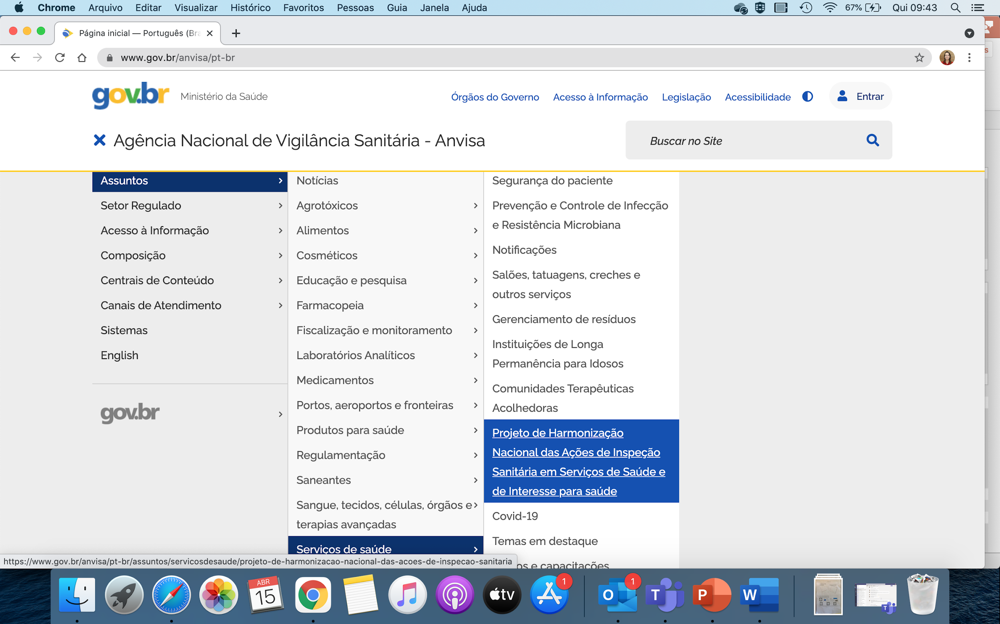 Chrome Arquivo Editar Visualizar Histórico Favoritos Pessoas Guia Janela Ajuda 67% Qui 09:43
Página inicial — Português (Bra
www.gov.br/anvisa/pt-br
gov.br Ministério da Saúde Órgãos do Governo Acesso à Informação Legislação Acessibilidade Entrar
Agência Nacional de Vigilância Sanitária - Anvisa Buscar no Site
Assuntos
Setor Regulado
Acesso à Informação
Composição
Centrais de Conteúdo
Canais de Atendimento
Sistemas
English
gov.br
Notícias
Agrotóxicos
Alimentos
Cosméticos
Educação e pesquisa
Farmacopeia
Fiscalização e monitoramento
Laboratórios Analíticos
Medicamentos
Portos, aeroportos e fronteiras
Produtos para saúde
Regulamentação
Saneantes
Sangue, tecidos, células, órgãos e
terapias avançadas
Serviços de saúde
Segurança do paciente
Prevenção e Controle de Infecção
e Resistência Microbiana
Notificações
Salões, tatuagens, creches e
outros serviços
Gerenciamento de resíduos
Instituições de Longa
Permanência para Idosos
Comunidades Terapêuticas
Acolhedoras
Projeto de Harmonização
Nacional das Ações de Inspeção
Sanitária em Serviços de Saúde e
de Interesse para saúde
Covid-19
Temas em destaque
os e capacitações
https://www.gov.br/anvisa/pt-br/assuntos/servicosdesaude/projeto-de-harmonizacao-nacional-das-acoes-de-inspecao-sanitaria
ABR
15
tv
1
O
1
T
P
W
T